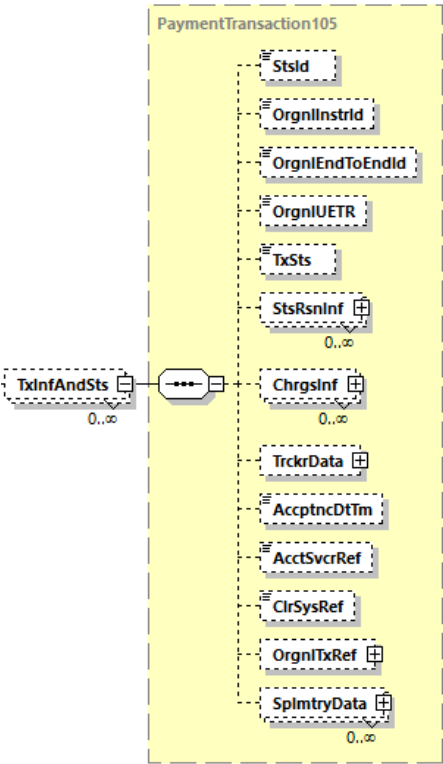 PaymentTransaction105
StsId
OrgnlInstrId
OrgnlEndToEndId
OrgnlUETR
TxSts
StsRsnInf
0..∞
TxInfAndSts
0..∞
ChrgsInf
0..∞
TrckrData
AccptncDtTm
AcctSvcrRef
ClrSysRef
OrgnlTxRef
SplmtryData
0..∞